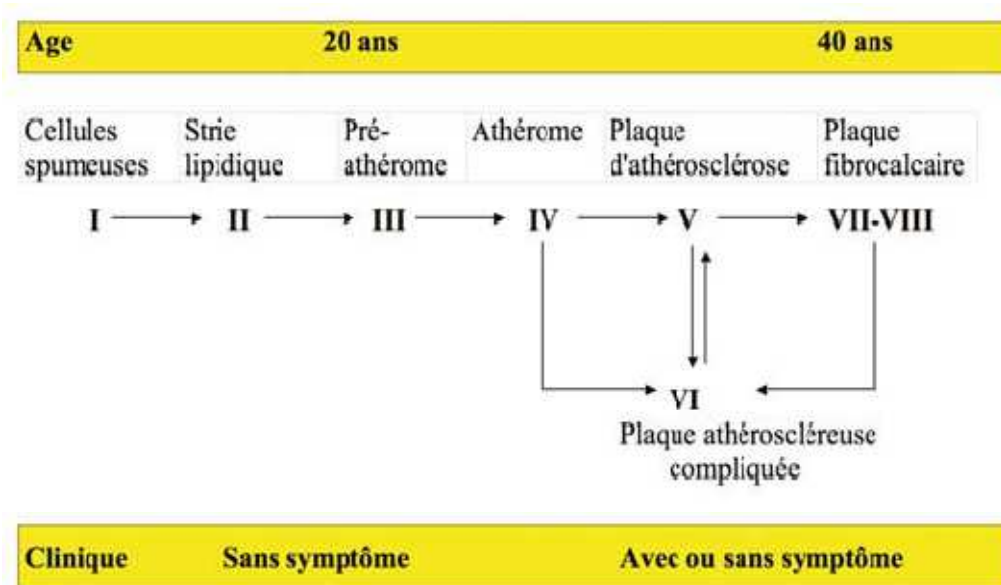 Age 20 ans 40 ans
Cellules spumeuses
Strie lipidique
Pré-athérome
Athérome
Plaque d'athérosclérose
Plaque fibrocalcaire
I II III IV V VII-VIII
VI
Plaque athéroscléreuse
compliquée
Clinique Sans symptôme Avec ou sans symptôme